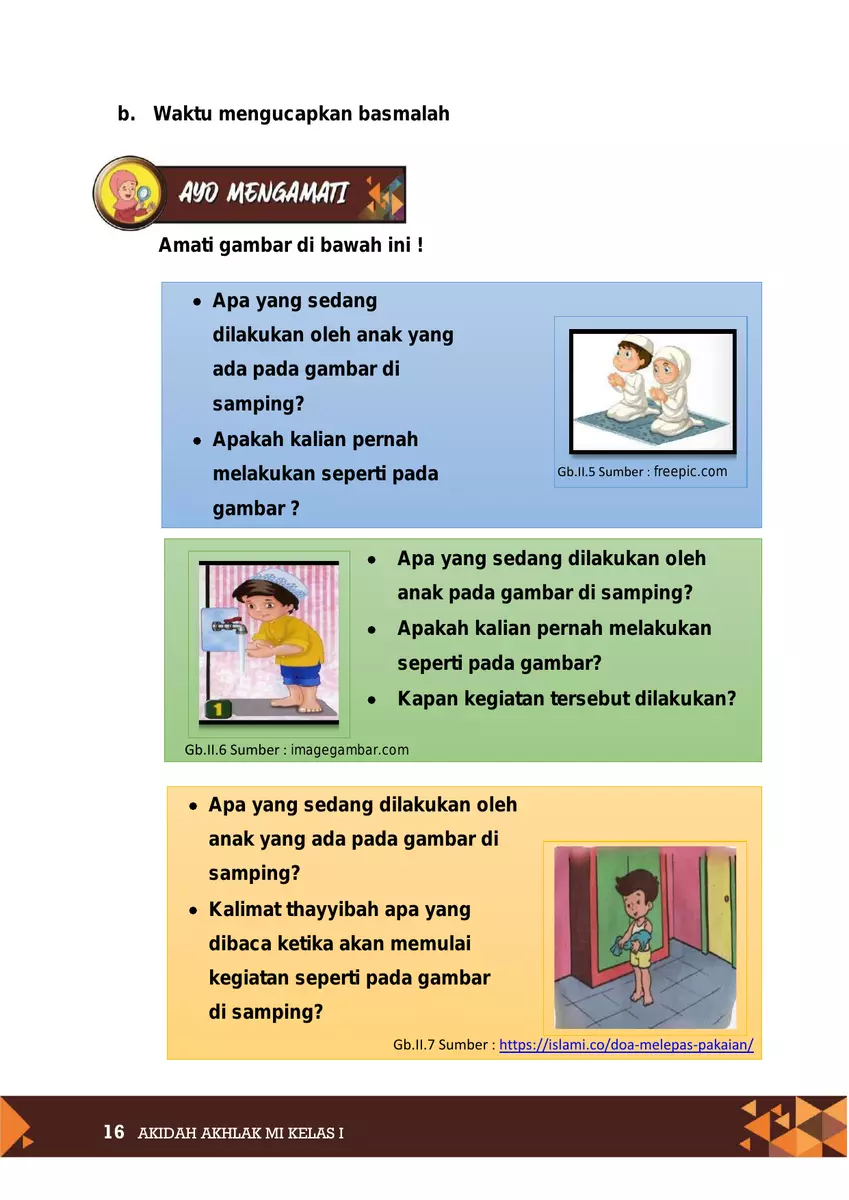 b. Waktu mengucapkan basmalah
AYO MENGAMATI
Amati gambar di bawah ini !
• Apa yang sedang
dilakukan oleh anak yang
ada pada gambar di
samping?
• Apakah kalian pernah
melakukan seperti pada
gambar ?
Gb.II.5 Sumber : freepic.com
• Apa yang sedang dilakukan oleh
anak pada gambar di samping?
• Apakah kalian pernah melakukan
seperti pada gambar?
• Kapan kegiatan tersebut dilakukan?
1
Gb.II.6 Sumber : imagegambar.com
• Apa yang sedang dilakukan oleh
anak yang ada pada gambar di
samping?
• Kalimat thayyibah apa yang
dibaca ketika akan memulai
kegiatan seperti pada gambar
di samping?
Gb.II.7 Sumber : https://islami.co/doa-melepas-pakaian/
16 AKIDAH AKHLAK MI KELAS I